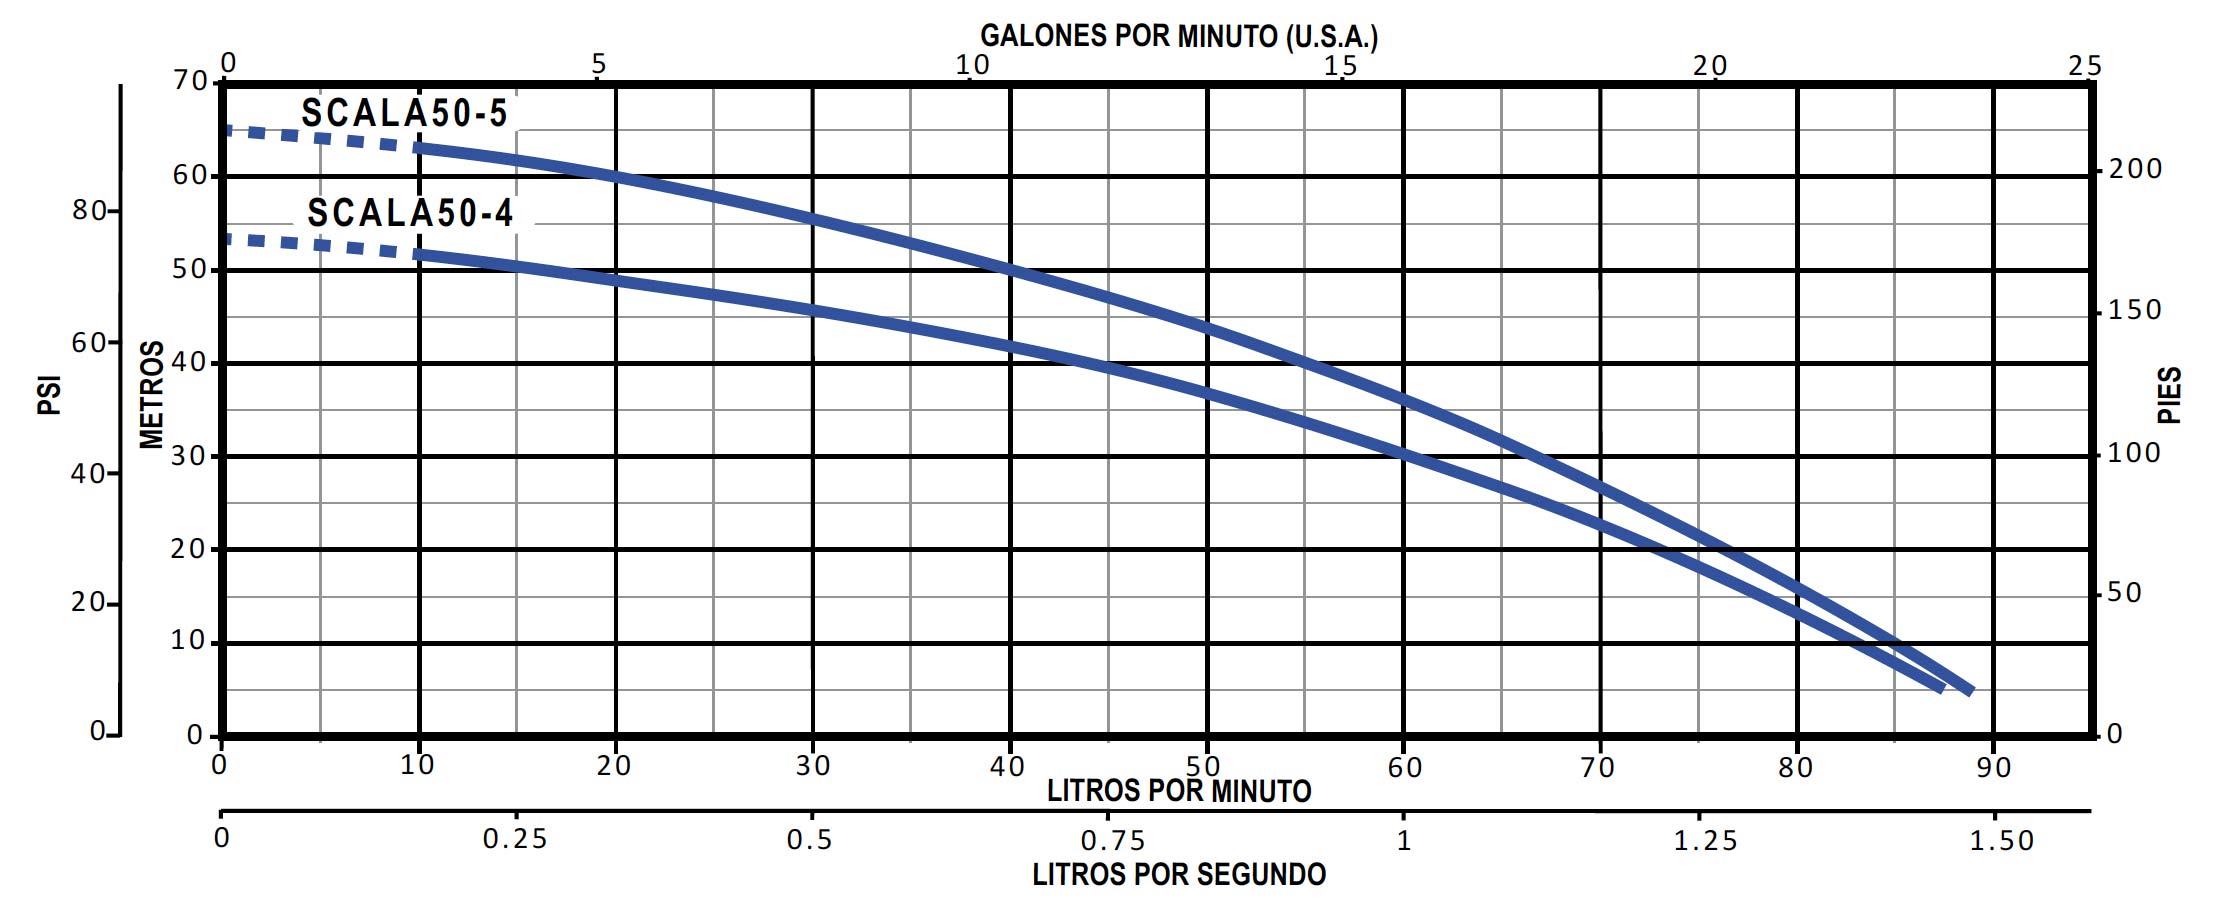 GALONES POR MINUTO (U.S.A.)
0 5 10 15 20 25
70
SCALA50-5
60
200
80
SCALA50-4
50
150
60
40
PSI
METROS
PIES
30
100
40
20
20
50
10
0
0
0
0 10 20 30 40 50 60 70 80 90
LITROS POR MINUTO
0 0.25 0.5 0.75 1 1.25 1.50
LITROS POR SEGUNDO